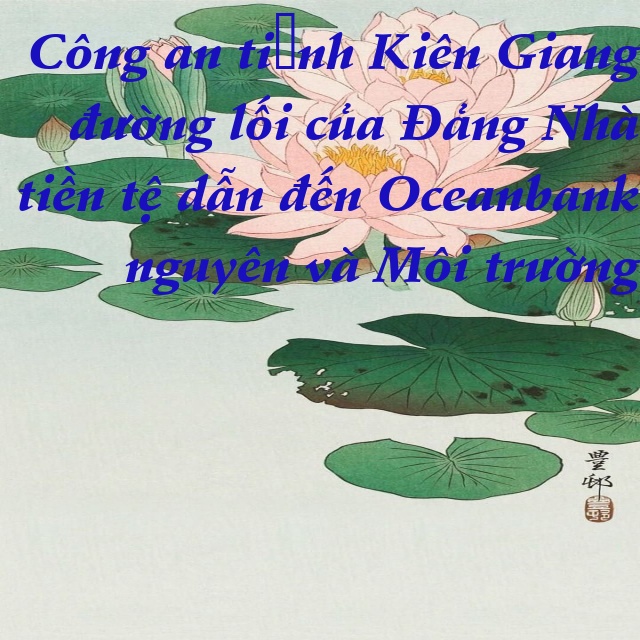 Công an ti□nh Kiên Giang
đường lối của Đảng Nhà
tiền tệ dẫn đến Oceanbank
nguyên và Môi trường
豊邨